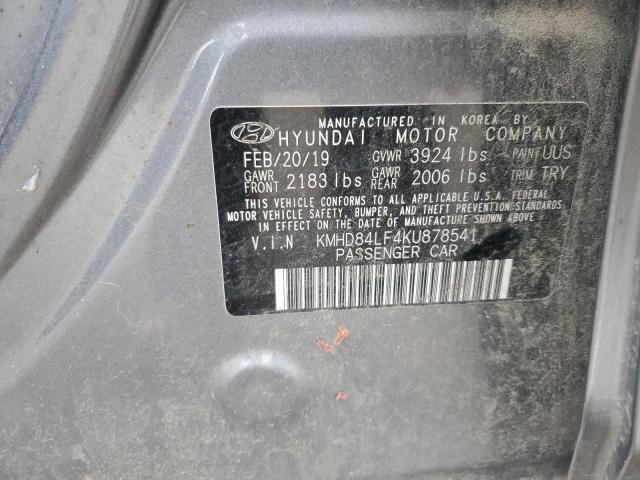 MANUFACTURED IN KOREA BY
HYUNDAI MOTOR COMPANY
FEB/20/19 GVWR 3924 lbs PAINT UUS
GAWR FRONT 2183 lbs GAWR REAR 2006 lbs TRIM TRY
THIS VEHICLE CONFORMS TO ALL APPLICABLE U.S.A. FEDERAL
MOTOR VEHICLE SAFETY, BUMPER, AND THEFT PREVENTION STANDARDS
IN EFFECT ON THE DATE OF MANUFACTURE SHOWN ABOVE.
V.I.N KMHD84LF4KU878541
PASSENGER CAR